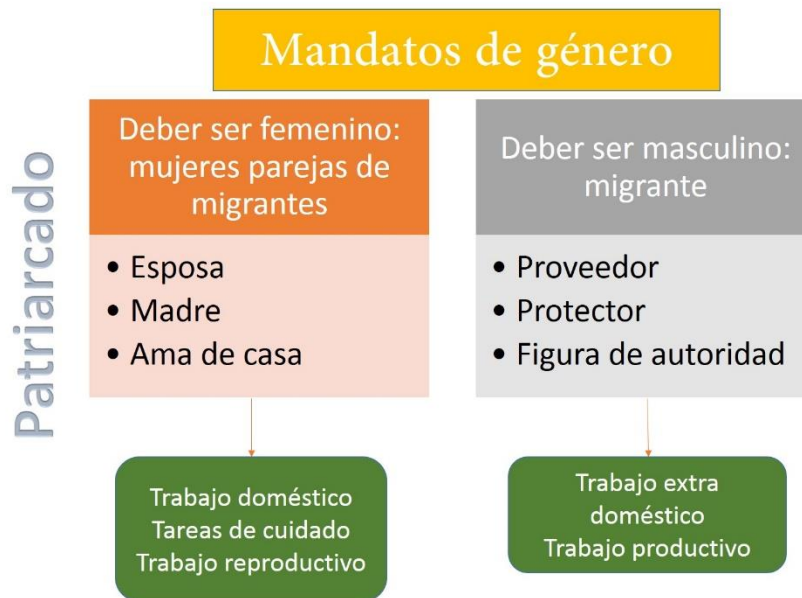 Mandatos de género
Patriarcado
Deber ser femenino:
mujeres parejas de
migrantes
• Esposa
• Madre
• Ama de casa
Trabajo doméstico
Tareas de cuidado
Trabajo reproductivo
Deber ser masculino:
migrante
• Proveedor
• Protector
• Figura de autoridad
Trabajo extra
doméstico
Trabajo productivo